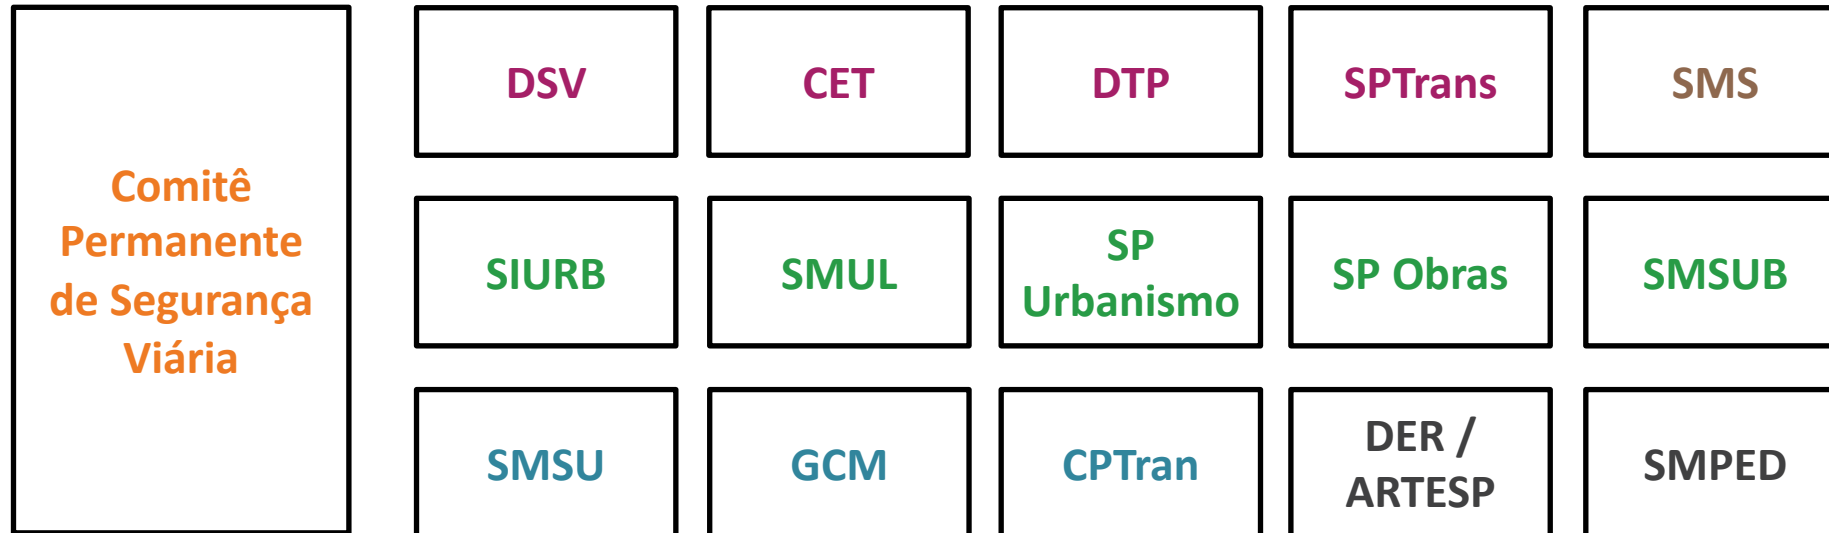 Comitê
Permanente
de Segurança
Viária
DSV
CET
DTP
SPTrans
SMS
SIURB
SMUL
SP
Urbanismo
SP Obras
SMSUB
SMSU
GCM
CPTran
DER /
ARTESP
SMPED